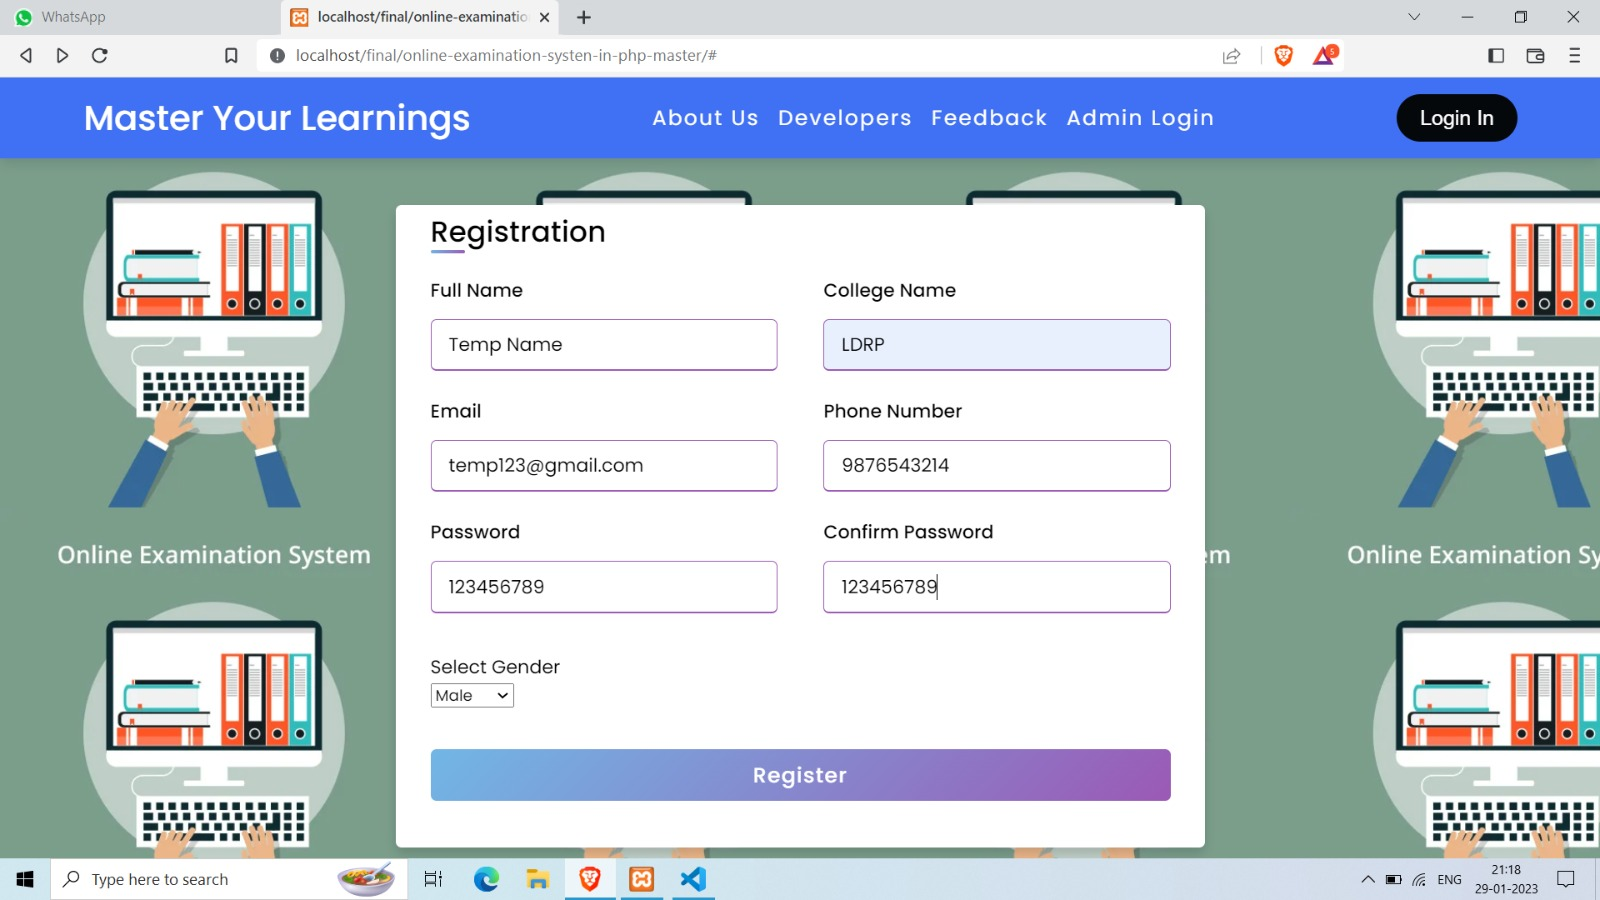 WhatsApp
localhost/final/online-examinatio
localhost/final/online-examination-systen-in-php-master/#
5
Master Your Learnings
About Us
Developers
Feedback
Admin Login
Login In
Registration
Full Name
College Name
Temp Name
LDRP
Email
Phone Number
temp123@gmail.com
9876543214
Password
Confirm Password
123456789
123456789
Online Examination System
em
Online Examination Sy
Select Gender
Male
Register
Type here to search
ENG
21:18
29-01-2023